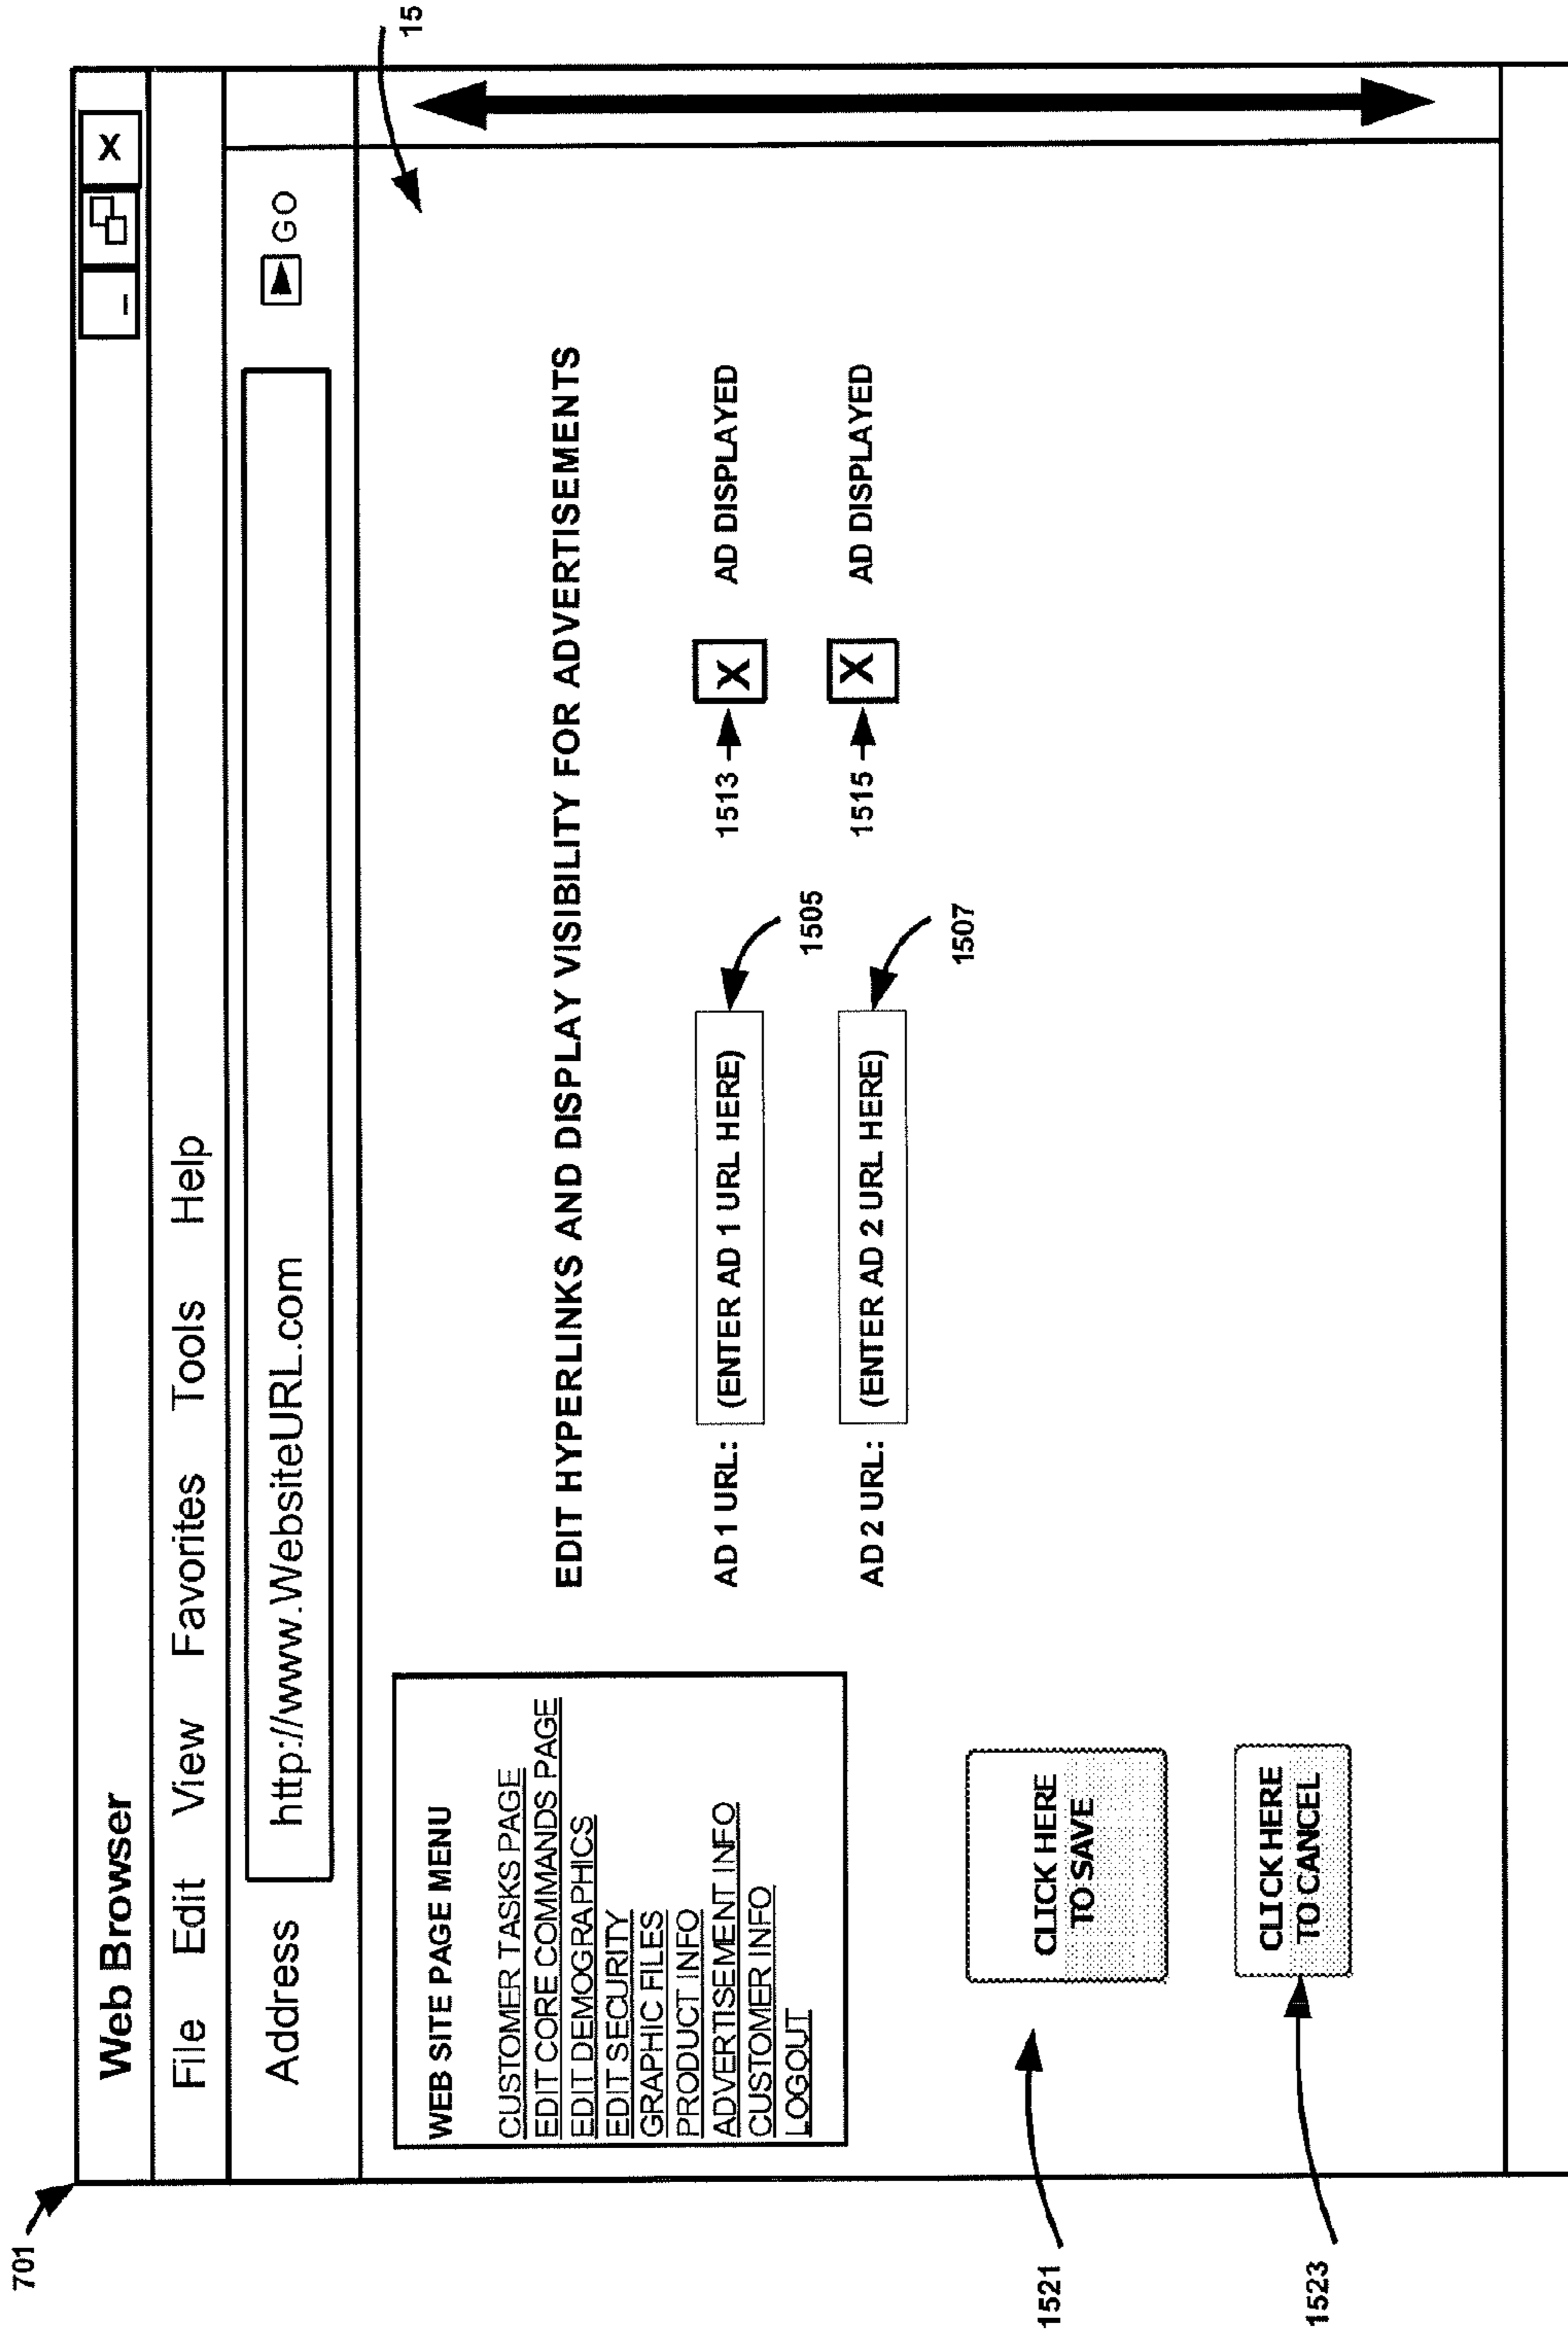 701
Web Browser
_ X
File Edit View Favorites Tools Help
Address http://www.WebsiteURL.com GO
15
WEB SITE PAGE MENU
CUSTOMER TASKS PAGE
EDIT CORE COMMANDS PAGE
EDIT DEMOGRAPHICS
EDIT SECURITY
GRAPHIC FILES
PRODUCT INFO
ADVERTISEMENT INFO
CUSTOMER INFO
LOGOUT
EDIT HYPERLINKS AND DISPLAY VISIBILITY FOR ADVERTISEMENTS
AD 1 URL: (ENTER AD 1 URL HERE) 1513 X AD DISPLAYED
1505
AD 2 URL: (ENTER AD 2 URL HERE) 1515 X AD DISPLAYED
1507
1521
CLICK HERE
TO SAVE
1523
CLICK HERE
TO CANCEL